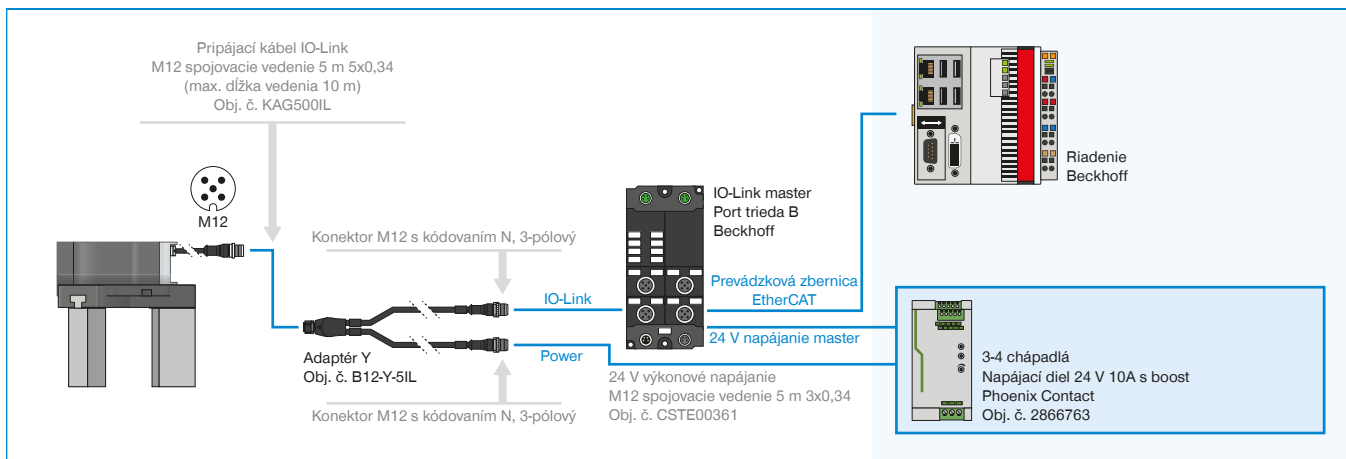 Pripájací kábel IO-Link
M12 spojovacie vedenie 5 m 5x0,34
(max. dĺžka vedenia 10 m)
Obj. č. KAG500IL
M12
Konektor M12 s kódovaním N, 3-pólový
IO-Link
Adaptér Y
Obj. č. B12-Y-5IL
Power
Konektor M12 s kódovaním N, 3-pólový
IO-Link master
Port trieda B
Beckhoff
Prevádzková zbernica
EtherCAT
24 V napájanie master
24 V výkonové napájanie
M12 spojovacie vedenie 5 m 3x0,34
Obj. č. CSTE00361
Riadenie
Beckhoff
3-4 chápadlá
Napájací diel 24 V 10A s boost
Phoenix Contact
Obj. č. 2866763